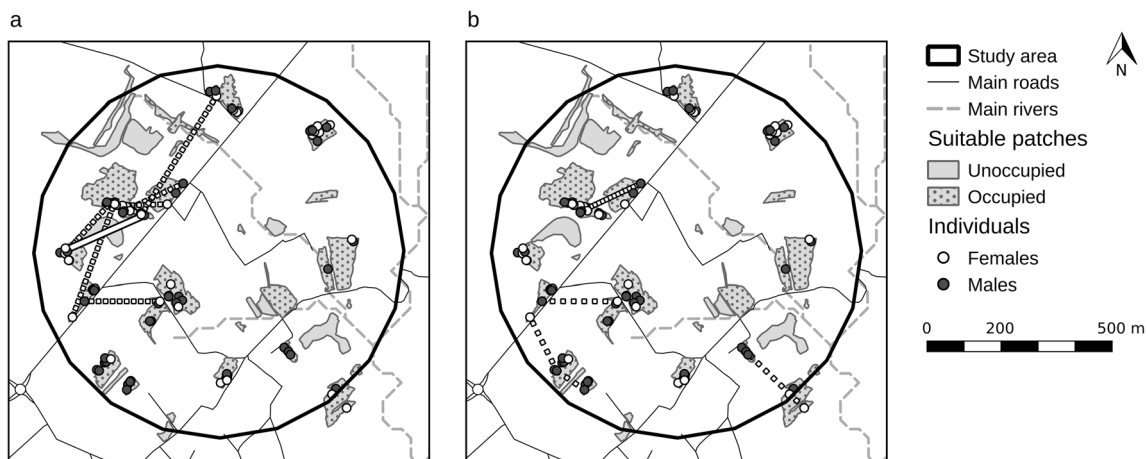 a
b
Study area
Main roads
Main rivers
N
Suitable patches
Unoccupied
Occupied
Individuals
Females
Males
0 200 500 m